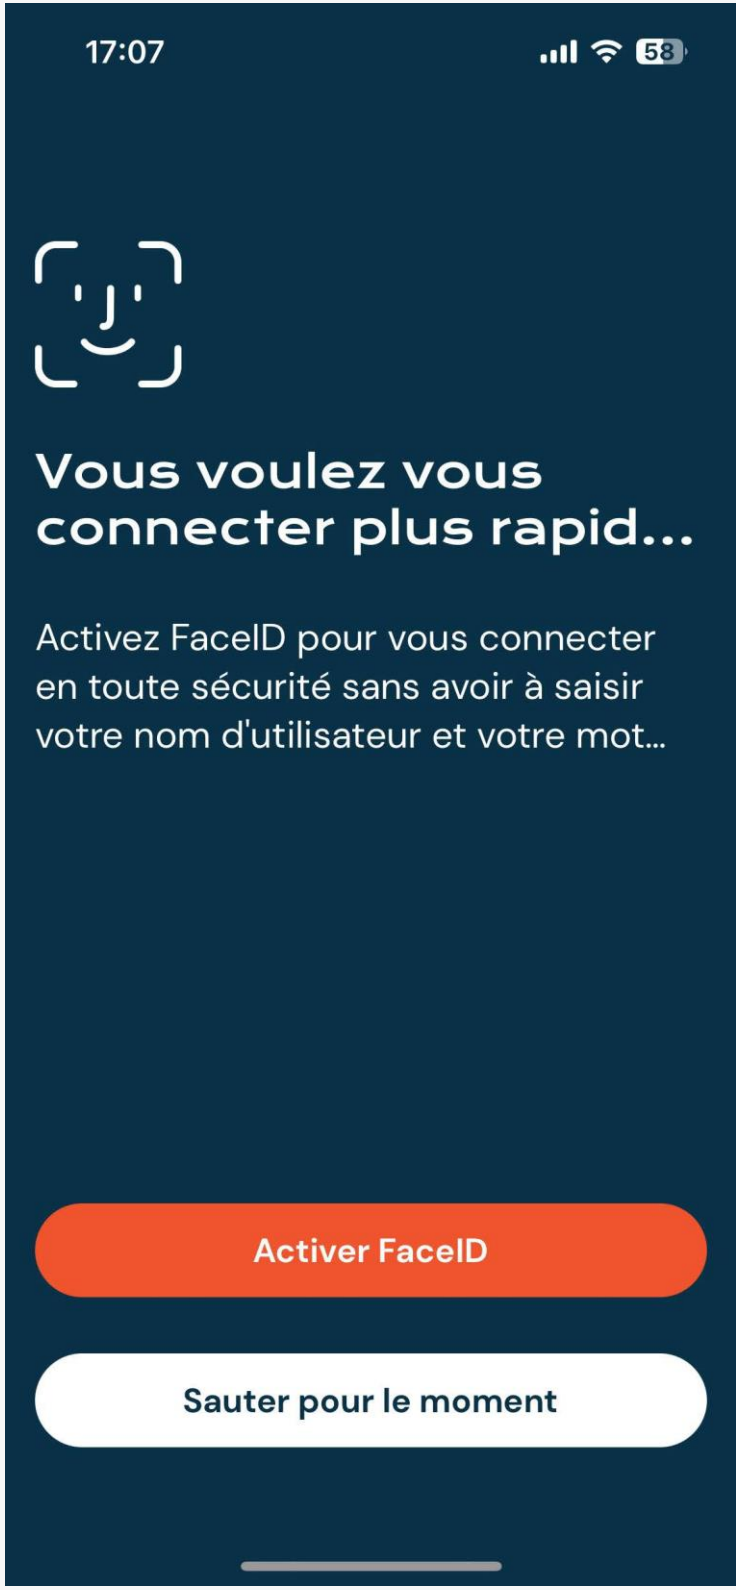 17:07
58
Vous voulez vous
connecter plus rapid...
Activez FaceID pour vous connecter
en toute sécurité sans avoir à saisir
votre nom d'utilisateur et votre mot...
Activer FaceID
Sauter pour le moment